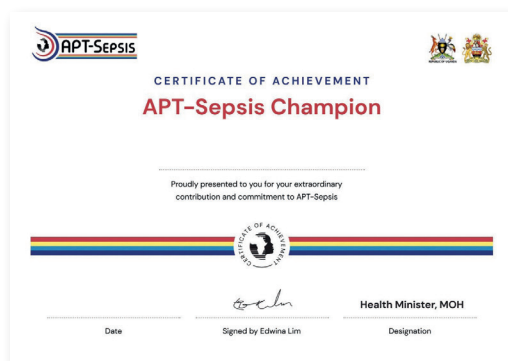 APT-SEPSIS
CERTIFICATE OF ACHIEVEMENT
APT-Sepsis Champion
Proudly presented to you for your extraordinary
contribution and commitment to APT-Sepsis
CERTIFICATE OF ACHIEVEMENT
Health Minister, MOH
Date
Signed by Edwina Lim
Designation